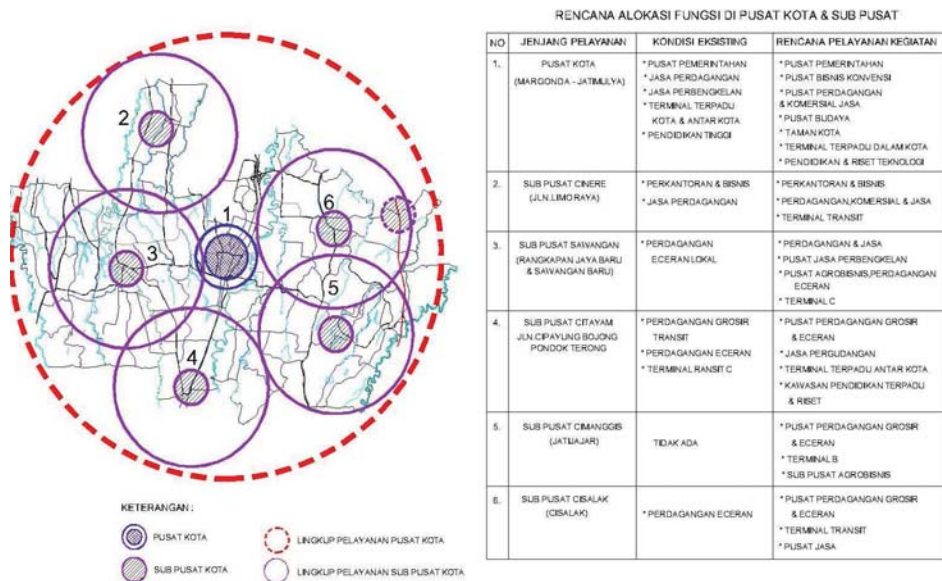 RENCANA ALOKASI FUNGSI DI PUSAT KOTA & SUB PUSAT
NO JENJANG PELAYANAN KONDISI EKSISTING RENCANA PELAYANAN KEGIATAN
1. PUSAT KOTA
(MARGONDA - JATIMULYA)
* PUSAT PEMERINTAHAN
* JASA PERDAGANGAN
* JASA PERBENGKELAN
* TERMINAL TERPADU
KOTA & ANTAR KOTA
* PENDIDIKAN TINGGI
* PUSAT PEMERINTAHAN
* PUSAT BISNIS KONVENSI
* PUSAT PERDAGANGAN
& KOMERSIAL JASA
* PUSAT BUDAYA
* TAMAN KOTA
* TERMINAL TERPADU DALAM KOTA
* PENDIDIKAN & RISET TEKNOLOGI
2. SUB PUSAT CINERE
(JLN.LIMO RAYA)
* PERKANTORAN & BISNIS
* JASA PERDAGANGAN
* PERKANTORAN & BISNIS
* PERDAGANGAN,KOMERSIAL & JASA
* TERMINAL TRANSIT
3. SUB PUSAT SAWANGAN
(RANGKAPAN JAYA BARU
& SAWANGAN BARU)
* PERDAGANGAN
ECERAN LOKAL
* PERDAGANGAN & JASA
* PUSAT JASA PERBENGKELAN
* PUSAT AGROBISNIS,PERDAGANGAN
ECERAN
* TERMINAL C
4. SUB PUSAT CITAYAM
JLN.CIPAYUNG BOJONG
PONDOK TERONG
* PERDAGANGAN GROSIR
TRANSIT
* PERDAGANGAN ECERAN
* TERMINAL RANSIT C
* PUSAT PERDAGANGAN GROSIR
& ECERAN
* JASA PERGUDANGAN
* TERMINAL TERPADU ANTAR KOTA
* KAWASAN PENDIDIKAN TERPADU
& RISET
5. SUB PUSAT CIMANGGIS
(JATIJAJAR)
TIDAK ADA
* PUSAT PERDAGANGAN GROSIR
& ECERAN
* TERMINAL B
* SUB PUSAT AGROBISNIS
6. SUB PUSAT CISALAK
(CISALAK)
* PERDAGANGAN ECERAN
* PUSAT PERDAGANGAN GROSIR
& ECERAN
* TERMINAL TRANSIT
* PUSAT JASA
2
1
6
3
5
4
KETERANGAN :
PUSAT KOTA
LINGKUP PELAYANAN PUSAT KOTA
SUB PUSAT KOTA
LINGKUP PELAYANAN SUB PUSAT KOTA